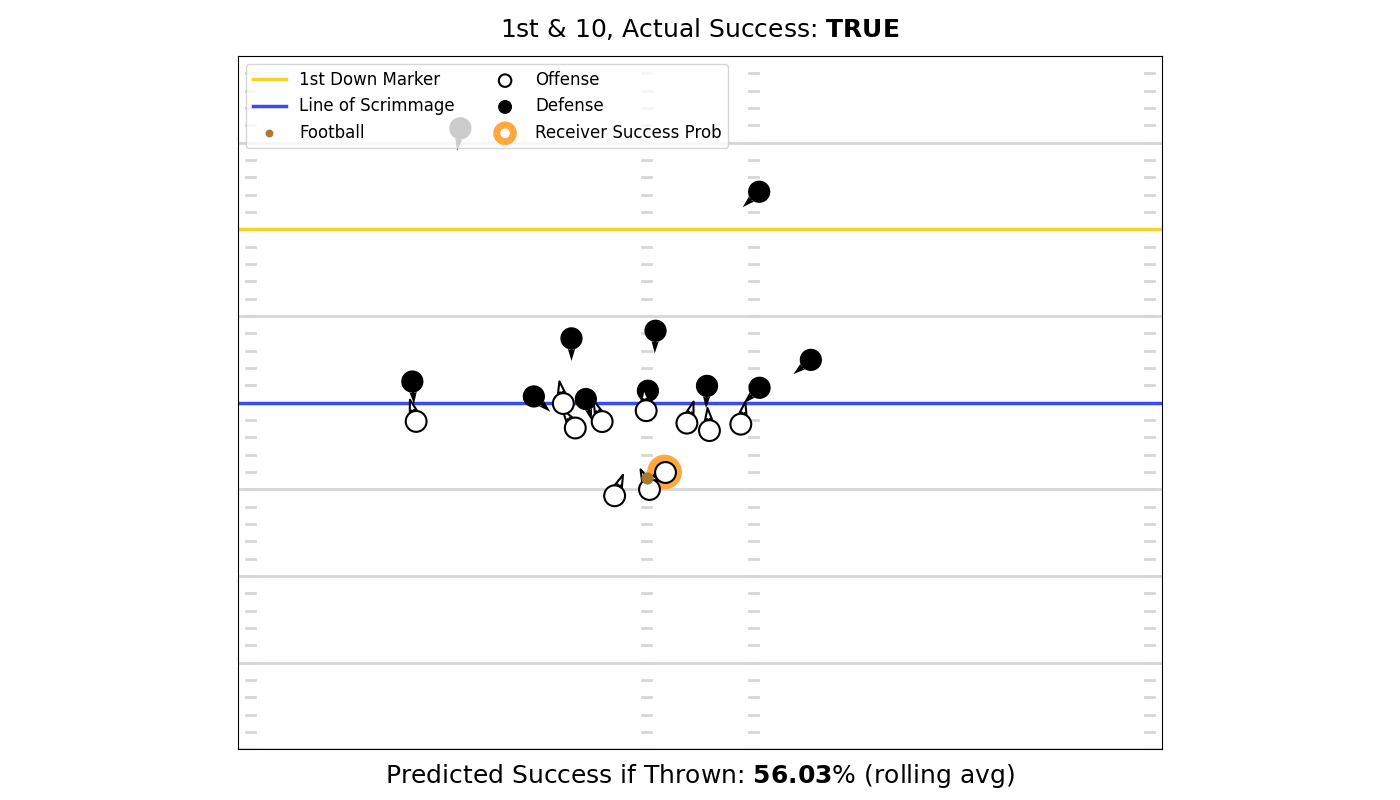 1st & 10, Actual Success: TRUE
1st Down Marker
Line of Scrimmage
Football
Offense
Defense
Receiver Success Prob
Predicted Success if Thrown: 56.03% (rolling avg)